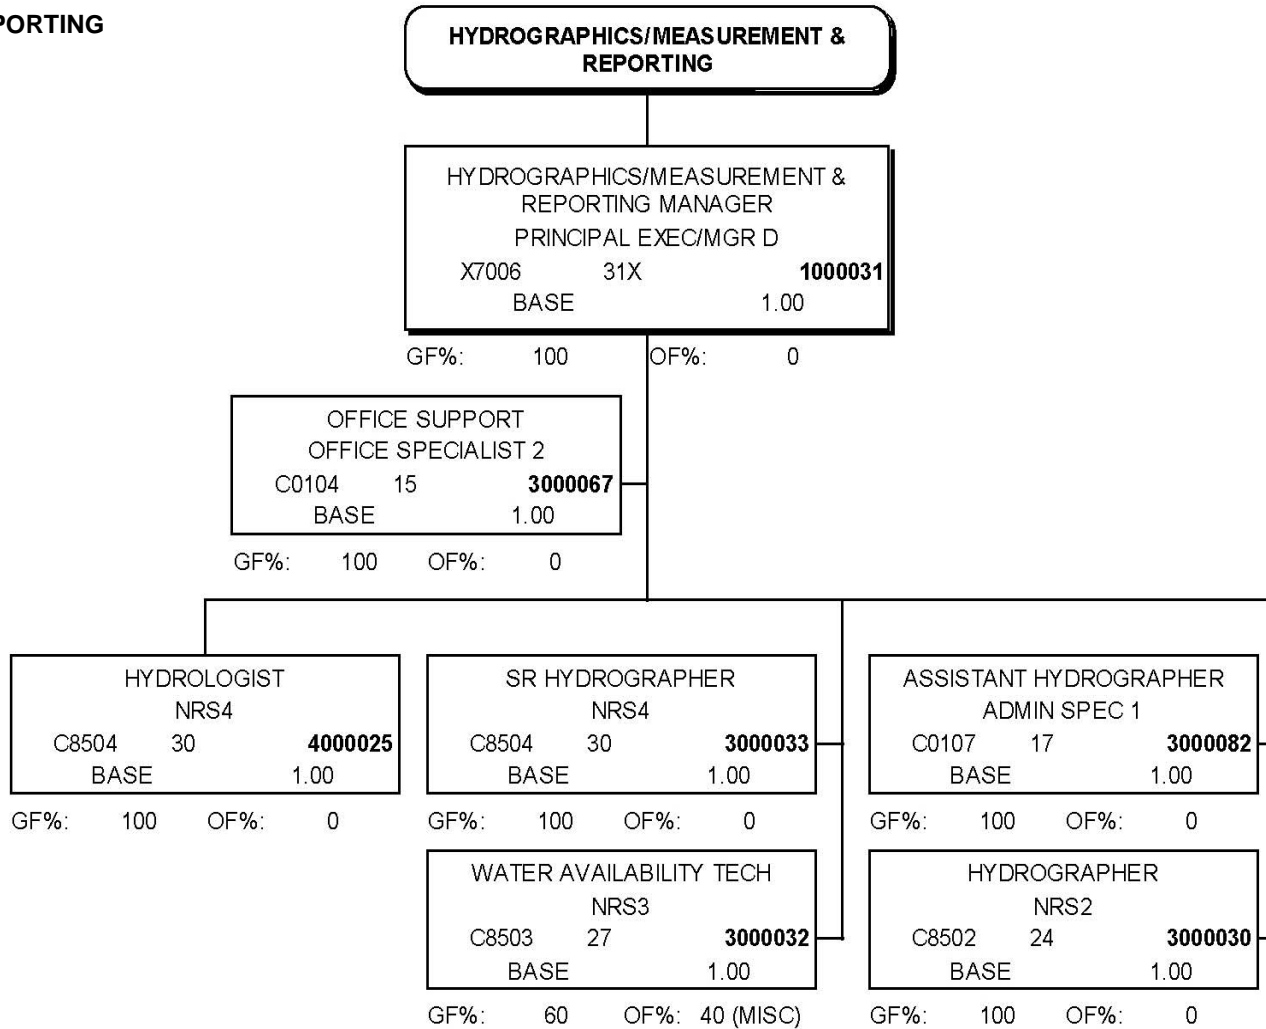 PORTING
HYDROGRAPHICS/MEASUREMENT &
REPORTING
HYDROGRAPHICS/MEASUREMENT &
REPORTING MANAGER
PRINCIPAL EXEC/MGR D
X7006 31X 1000031
BASE 1.00
GF%: 100 OF%: 0
OFFICE SUPPORT
OFFICE SPECIALIST 2
C0104 15 3000067
BASE 1.00
GF%: 100 OF%: 0
HYDROLOGIST
NRS4
C8504 30 4000025
BASE 1.00
GF%: 100 OF%: 0
SR HYDROGRAPHER
NRS4
C8504 30 3000033
BASE 1.00
GF%: 100 OF%: 0
WATER AVAILABILITY TECH
NRS3
C8503 27 3000032
BASE 1.00
GF%: 60 OF%: 40 (MISC)
ASSISTANT HYDROGRAPHER
ADMIN SPEC 1
C0107 17 3000082
BASE 1.00
GF%: 100 OF%: 0
HYDROGRAPHER
NRS2
C8502 24 3000030
BASE 1.00
GF%: 100 OF%: 0